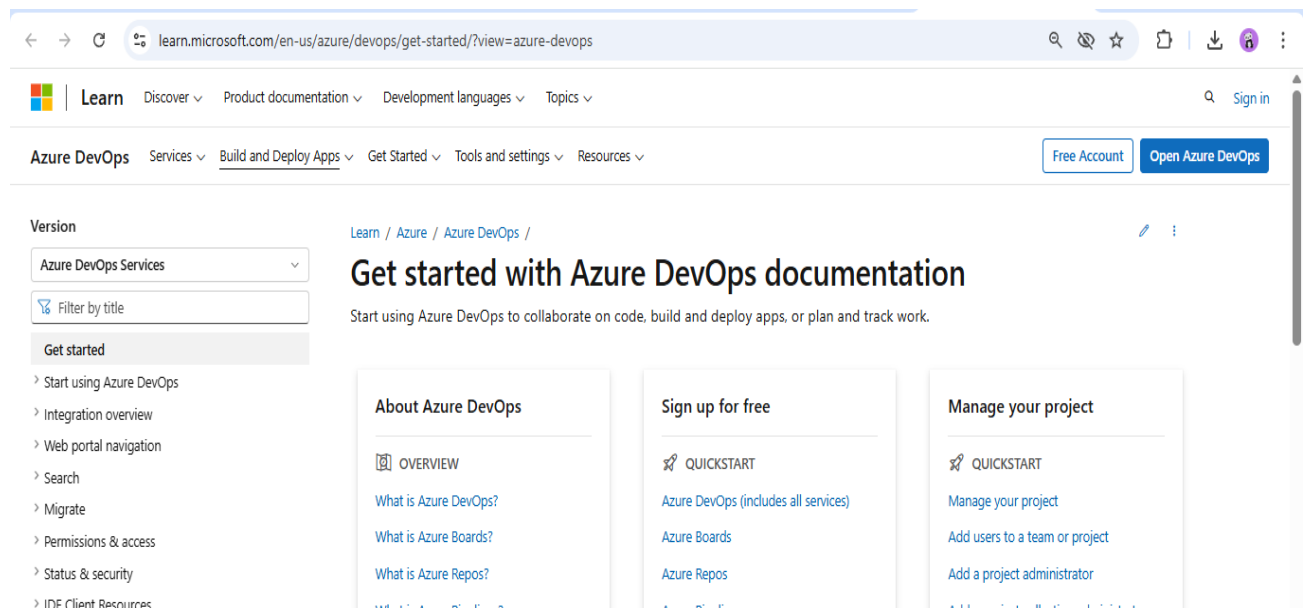 learn.microsoft.com/en-us/azure/devops/get-started/?view=azure-devops
Learn Discover Product documentation Development languages Topics Sign in
Azure DevOps Services Build and Deploy Apps Get Started Tools and settings Resources Free Account Open Azure DevOps
Version
Azure DevOps Services
Filter by title
Get started
Start using Azure DevOps
Integration overview
Web portal navigation
Search
Migrate
Permissions & access
Status & security
IDE Client Resources
Learn / Azure / Azure DevOps /
Get started with Azure DevOps documentation
Start using Azure DevOps to collaborate on code, build and deploy apps, or plan and track work.
About Azure DevOps
OVERVIEW
What is Azure DevOps?
What is Azure Boards?
What is Azure Repos?
Sign up for free
QUICKSTART
Azure DevOps (includes all services)
Azure Boards
Azure Repos
Manage your project
QUICKSTART
Manage your project
Add users to a team or project
Add a project administrator